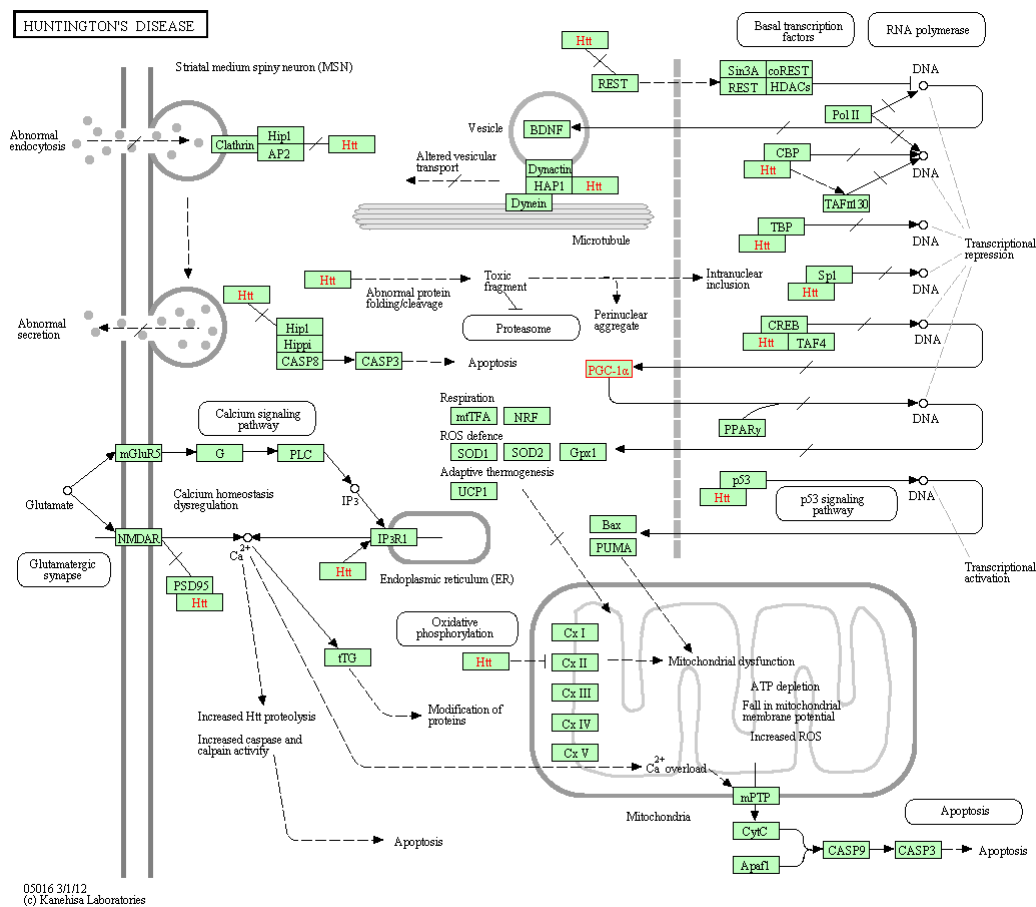 HUNTINGTON'S DISEASE
Striatal medium spiny neuron (MSN)
Htt
REST
Basal transcription
factors
RNA polymerase
Sin3A
coREST
REST
HDACs
DNA
Abnormal
endocytosis
Clathrin
Hip1
AP2
Htt
Vesicle
BDNF
Pol II
Altered vesicular
transport
Dynactin
HAP1
Htt
Dynein
Microtubule
CBP
Htt
TAFII130
DNA
TBP
Htt
DNA
Transcriptional
repression
Htt
Abnormal protein
folding/cleavage
Toxic
fragment
Intranuclear
inclusion
Perinuclear
aggregate
Proteasome
Sp1
Htt
DNA
Abnormal
secretion
Htt
Hip1
Hippi
CASP8
CASP3
Apoptosis
CREB
Htt
TAF4
DNA
PGC-1α
Respiration
mtTFA
NRF
ROS defence
SOD1
SOD2
Gpx1
Adaptive thermogenesis
UCP1
PPARγ
DNA
Calcium signaling
pathway
mGluR5
G
PLC
IP3
Glutamate
Calcium homeostasis
dysregulation
p53
Htt
p53 signaling
pathway
DNA
Bax
PUMA
NMDAR
Ca2+
IP3R1
Htt
Endoplasmic reticulum (ER)
Glutamatergic
synapse
PSD95
Htt
Transcriptional
activation
Oxidative
phosphorylation
tTG
Htt
Cx I
Cx II
Cx III
Cx IV
Cx V
Mitochondrial dysfunction
ATP depletion
Fall in mitochondrial
membrane potential
Increased ROS
Increased Htt proteolysis
Increased caspase and
calpain activity
Modification of
proteins
Ca2+ overload
mPTP
Mitochondria
Apoptosis
CytC
Apaf1
CASP9
CASP3
Apoptosis
Apoptosis
05016 3/1/12
(c) Kanehisa Laboratories